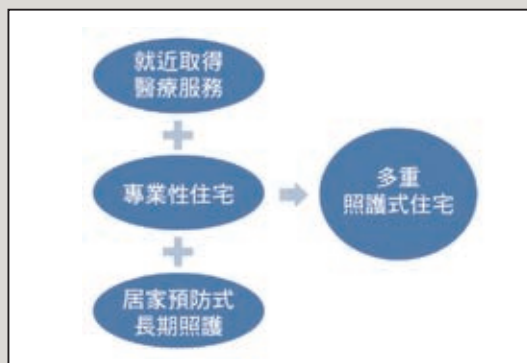 就近取得
醫療服務
專業性住宅
多重
照護式住宅
居家預防式
長期照護